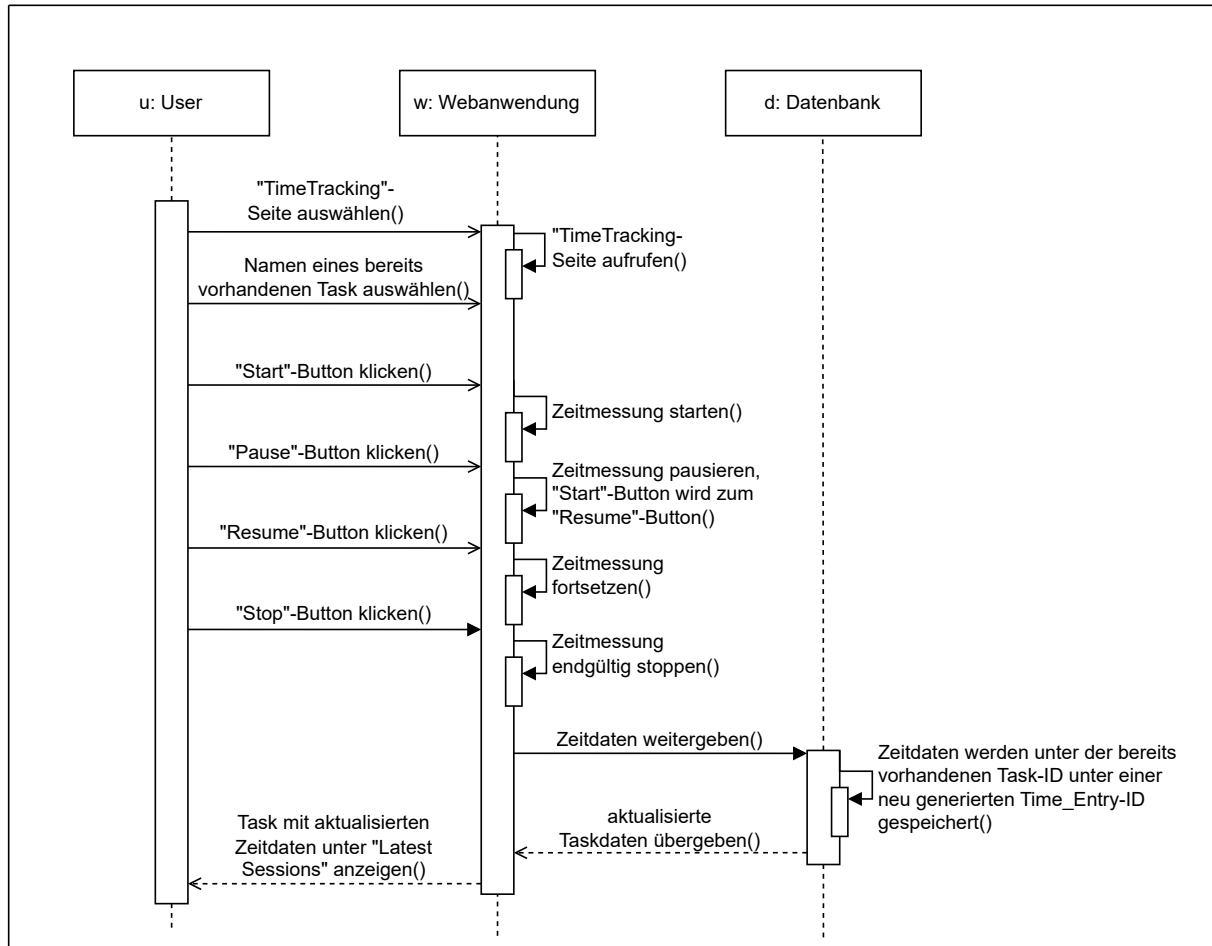 u: User
w: Webanwendung
d: Datenbank
"TimeTracking"-
Seite auswählen()
"TimeTracking-
Seite aufrufen()
Namen eines bereits
vorhandenen Task auswählen()
"Start"-Button klicken()
Zeitmessung starten()
"Pause"-Button klicken()
Zeitmessung pausieren,
"Start"-Button wird zum
"Resume"-Button()
"Resume"-Button klicken()
Zeitmessung
fortsetzen()
"Stop"-Button klicken()
Zeitmessung
endgültig stoppen()
Zeitdaten weitergeben()
Zeitdaten werden unter der bereits
vorhandenen Task-ID unter einer
neu generierten Time_Entry-ID
gespeichert()
aktualisierte
Taskdaten übergeben()
Task mit aktualisierten
Zeitdaten unter "Latest
Sessions" anzeigen()